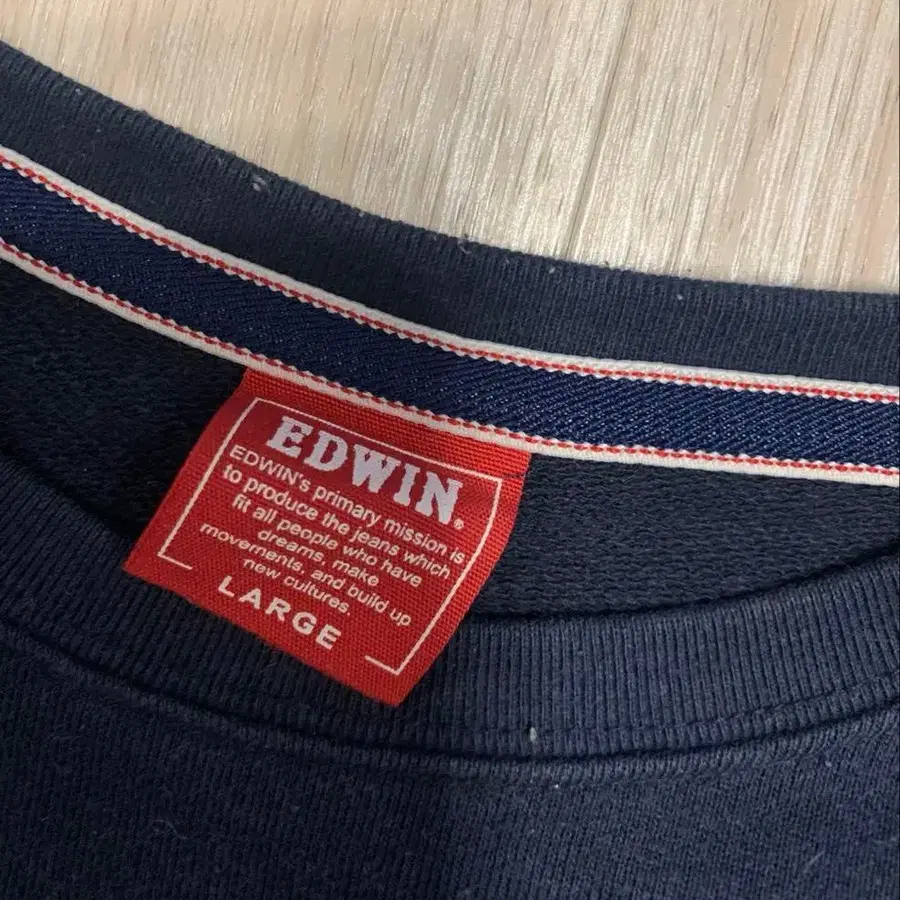 EDWIN®
EDWIN's primary mission is
to produce the jeans which
fit all people who have
dreams, make
movements, and build up
new cultures.
LARGE